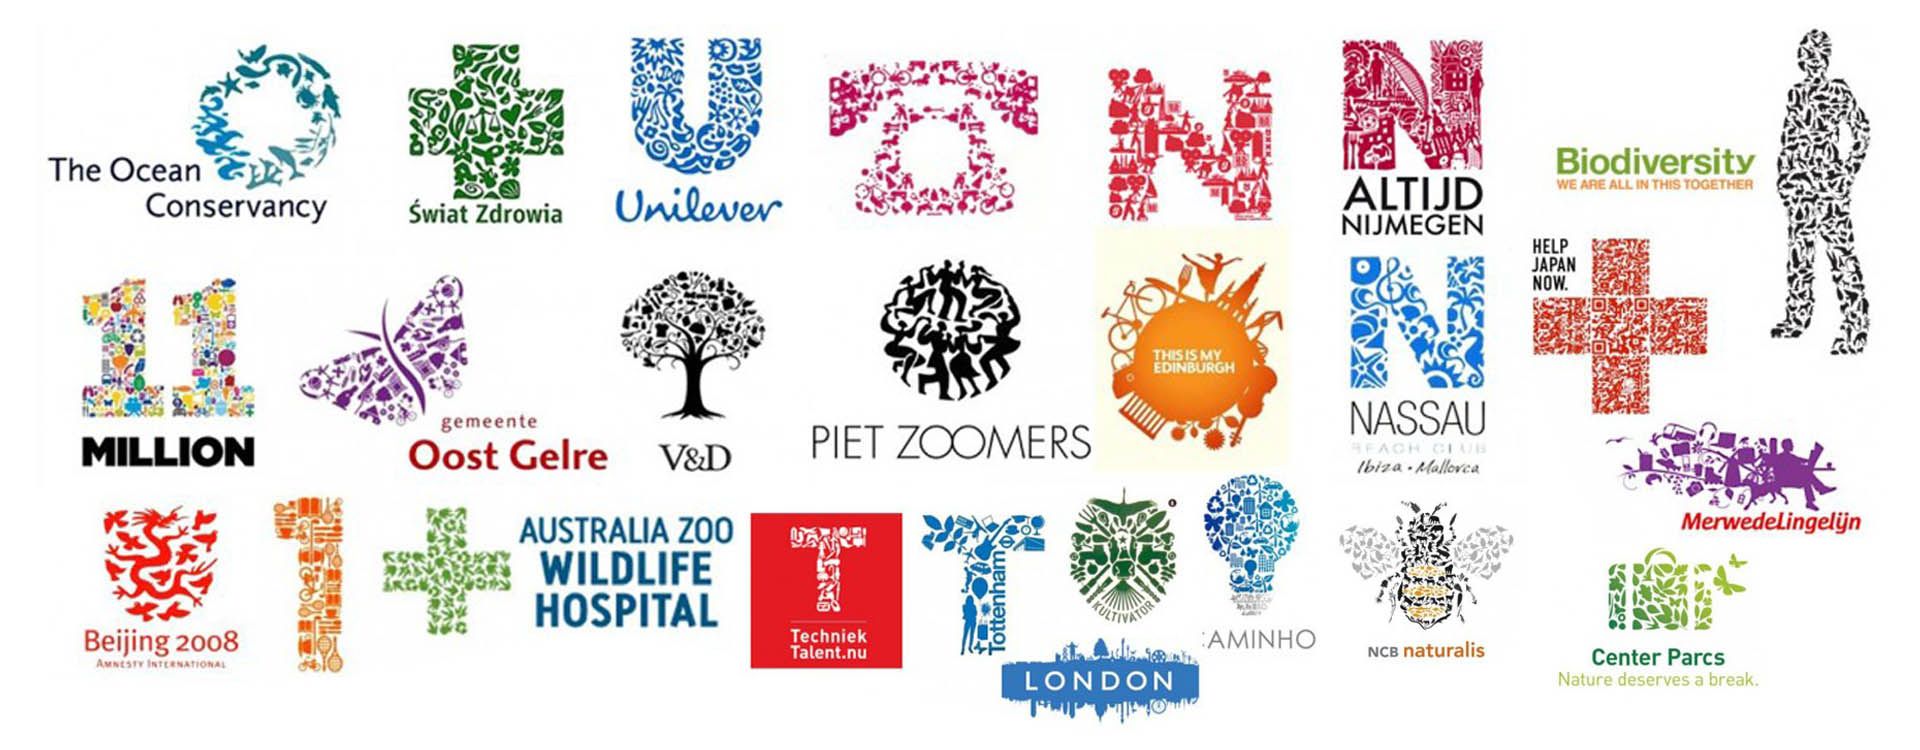 The Ocean
Conservancy
Świat Zdrowia
Unilever
ALTIJD
NIJMEGEN
Biodiversity
WE ARE ALL IN THIS TOGETHER
HELP
JAPAN
NOW.
11
MILLION
gemeente
Oost Gelre
V&D
PIET ZOOMERS
THIS IS MY
EDINBURGH
N
NASSAU
BEACH CLUB
Ibiza • Mallorca
MerwedeLingelijn
Beijing 2008
AMNESTY INTERNATIONAL
1
AUSTRALIA ZOO
WILDLIFE
HOSPITAL
T
Techniek
Talent.nu
T
Tottenham
KULTIVATOR
CAMINHO
LONDON
NCB naturalis
Center Parcs
Nature deserves a break.